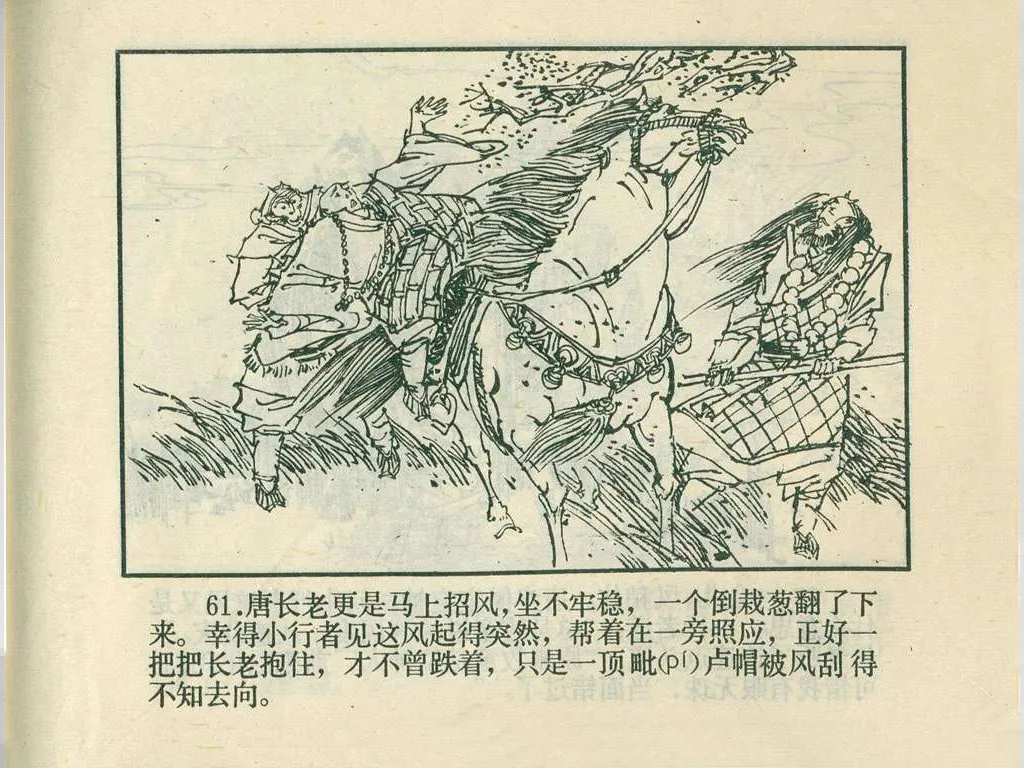 61.唐长老更是马上招风,坐不牢稳，一个倒栽葱翻了下
来。幸得小行者见这风起得突然，帮着在一旁照应，正好一
把把长老抱住，才不曾跌着，只是一顶毗(pí)卢帽被风刮得
不知去向。